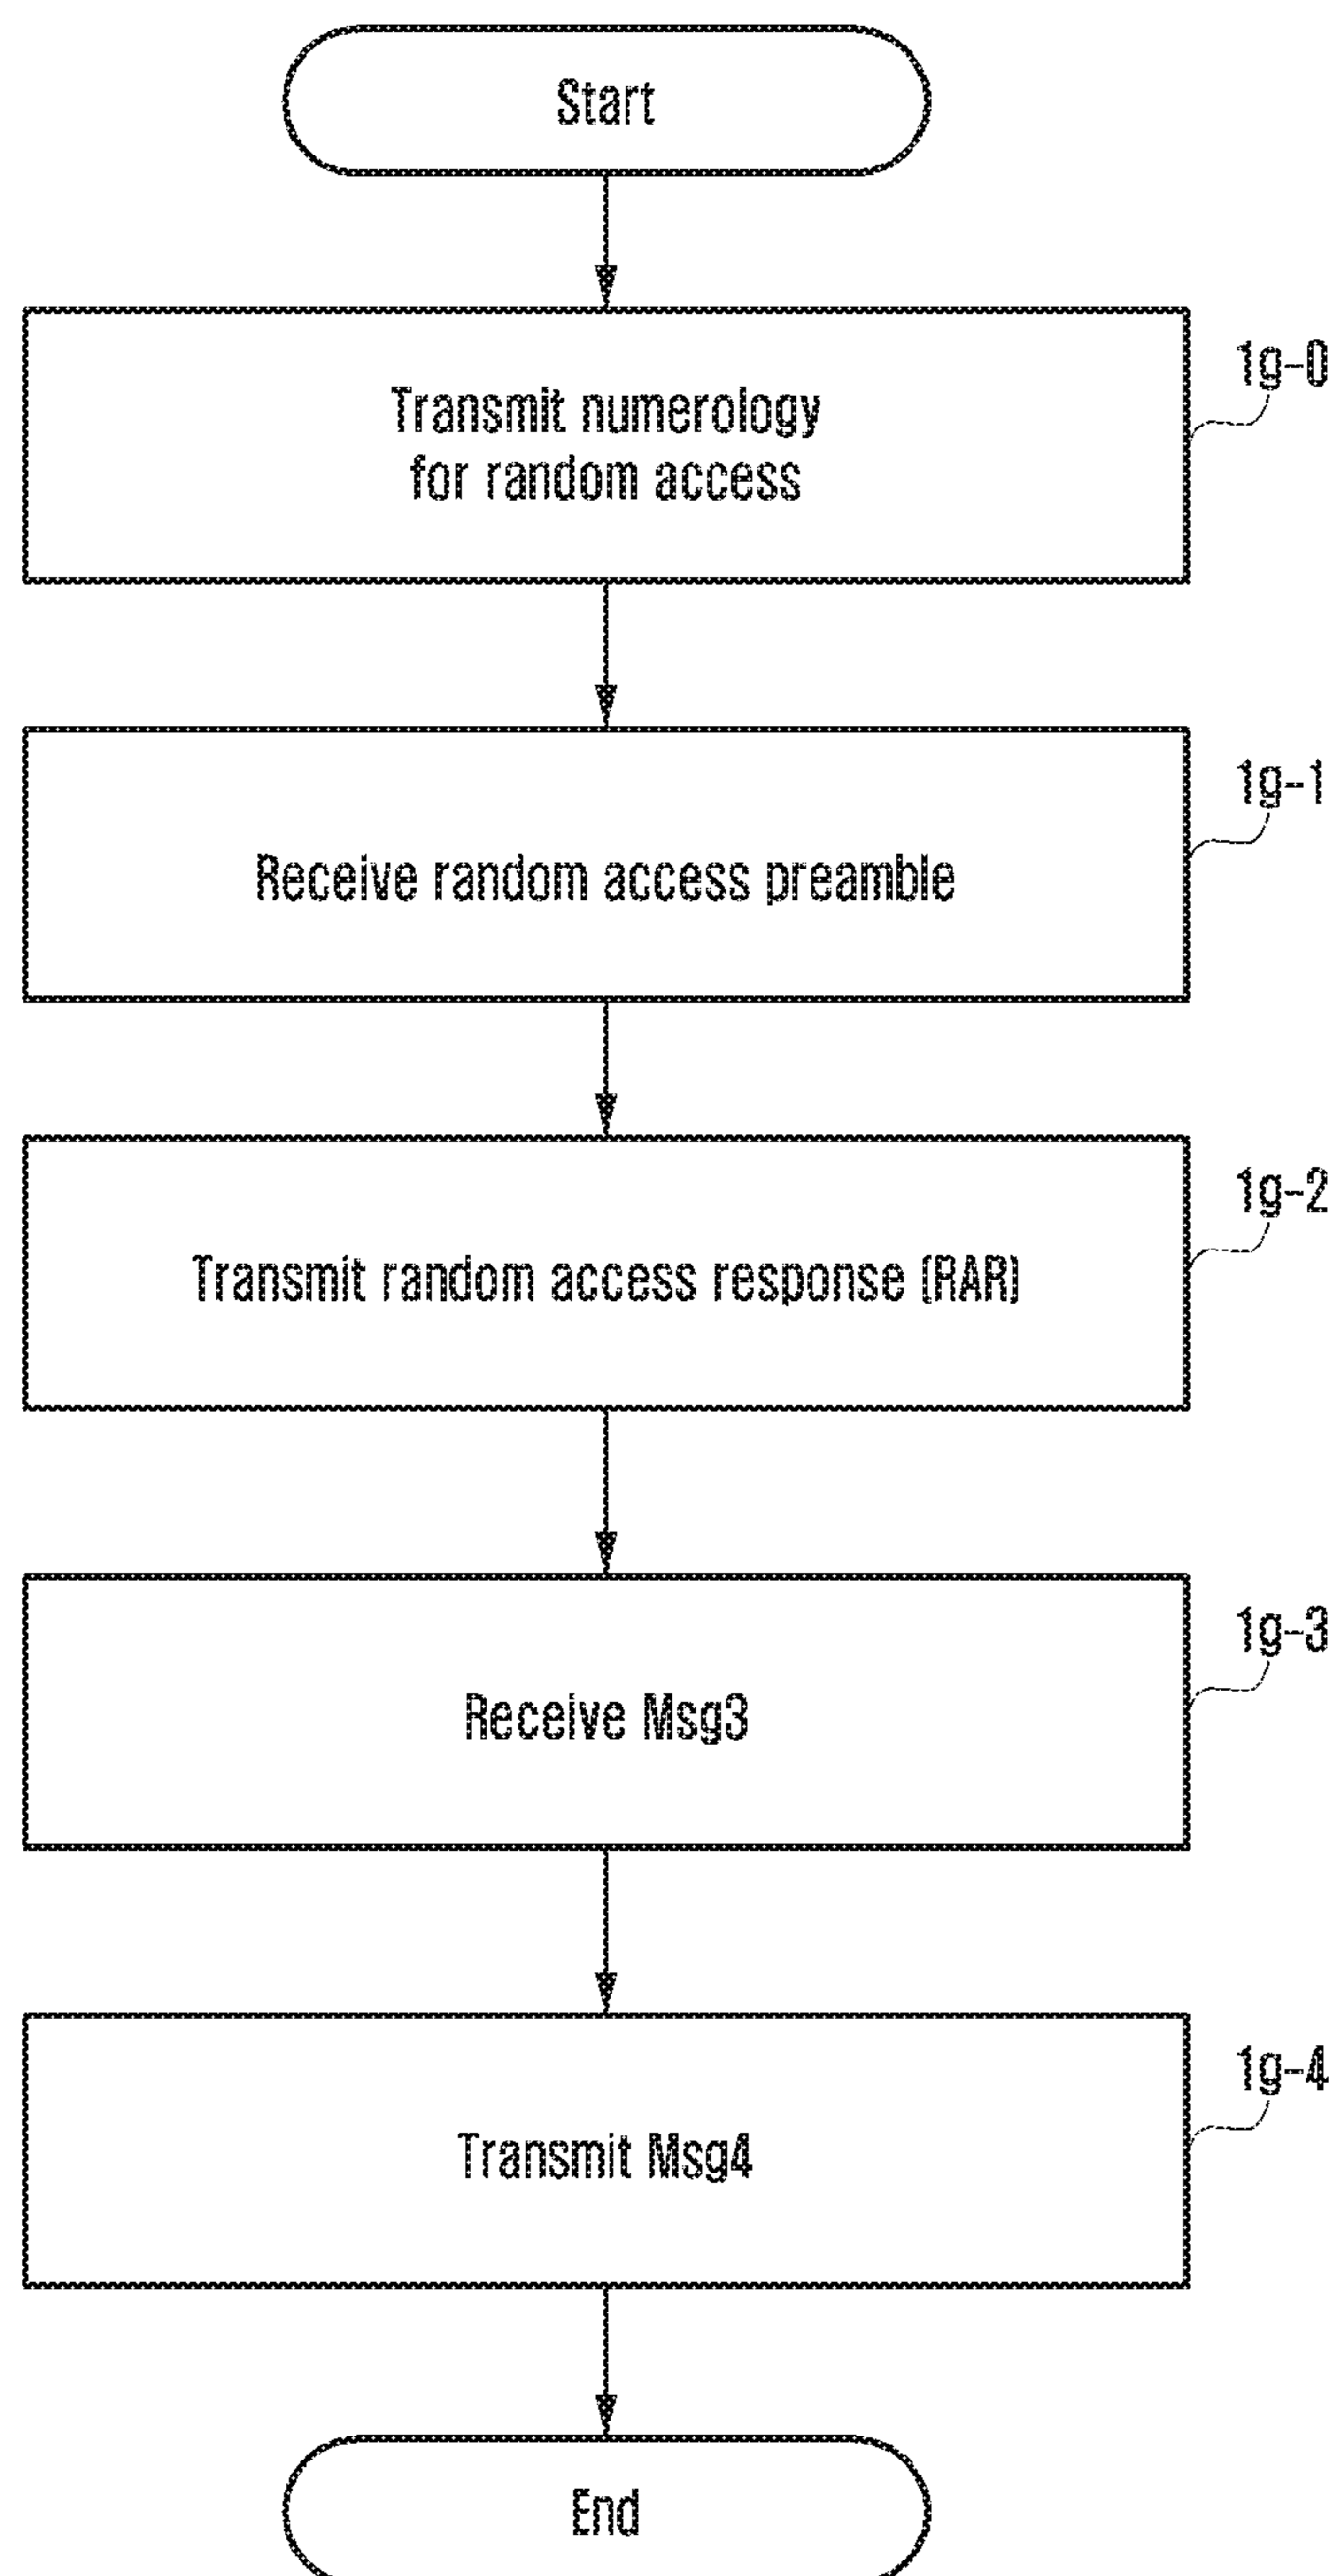 Start
1g-0
Transmit numerology
for random access
1g-1
Receive random access preamble
1g-2
Transmit random access response (RAR)
1g-3
Receive Msg3
1g-4
Transmit Msg4
End